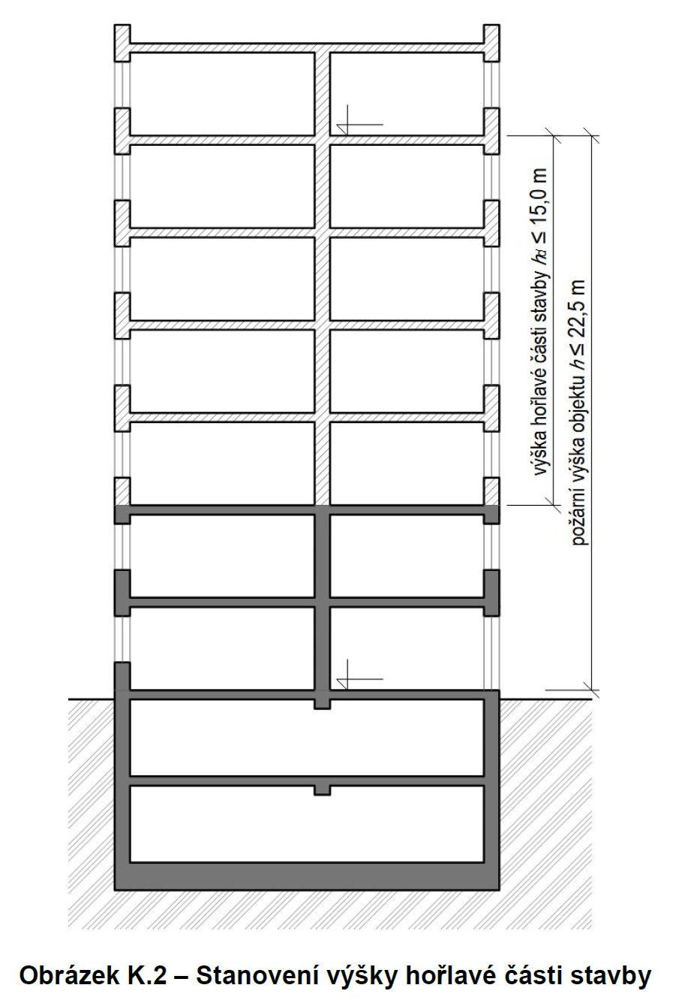 výška hořlavé části stavby hd ≤ 15,0 m
požární výška objektu h ≤ 22,5 m
Obrázek K.2 – Stanovení výšky hořlavé části stavby